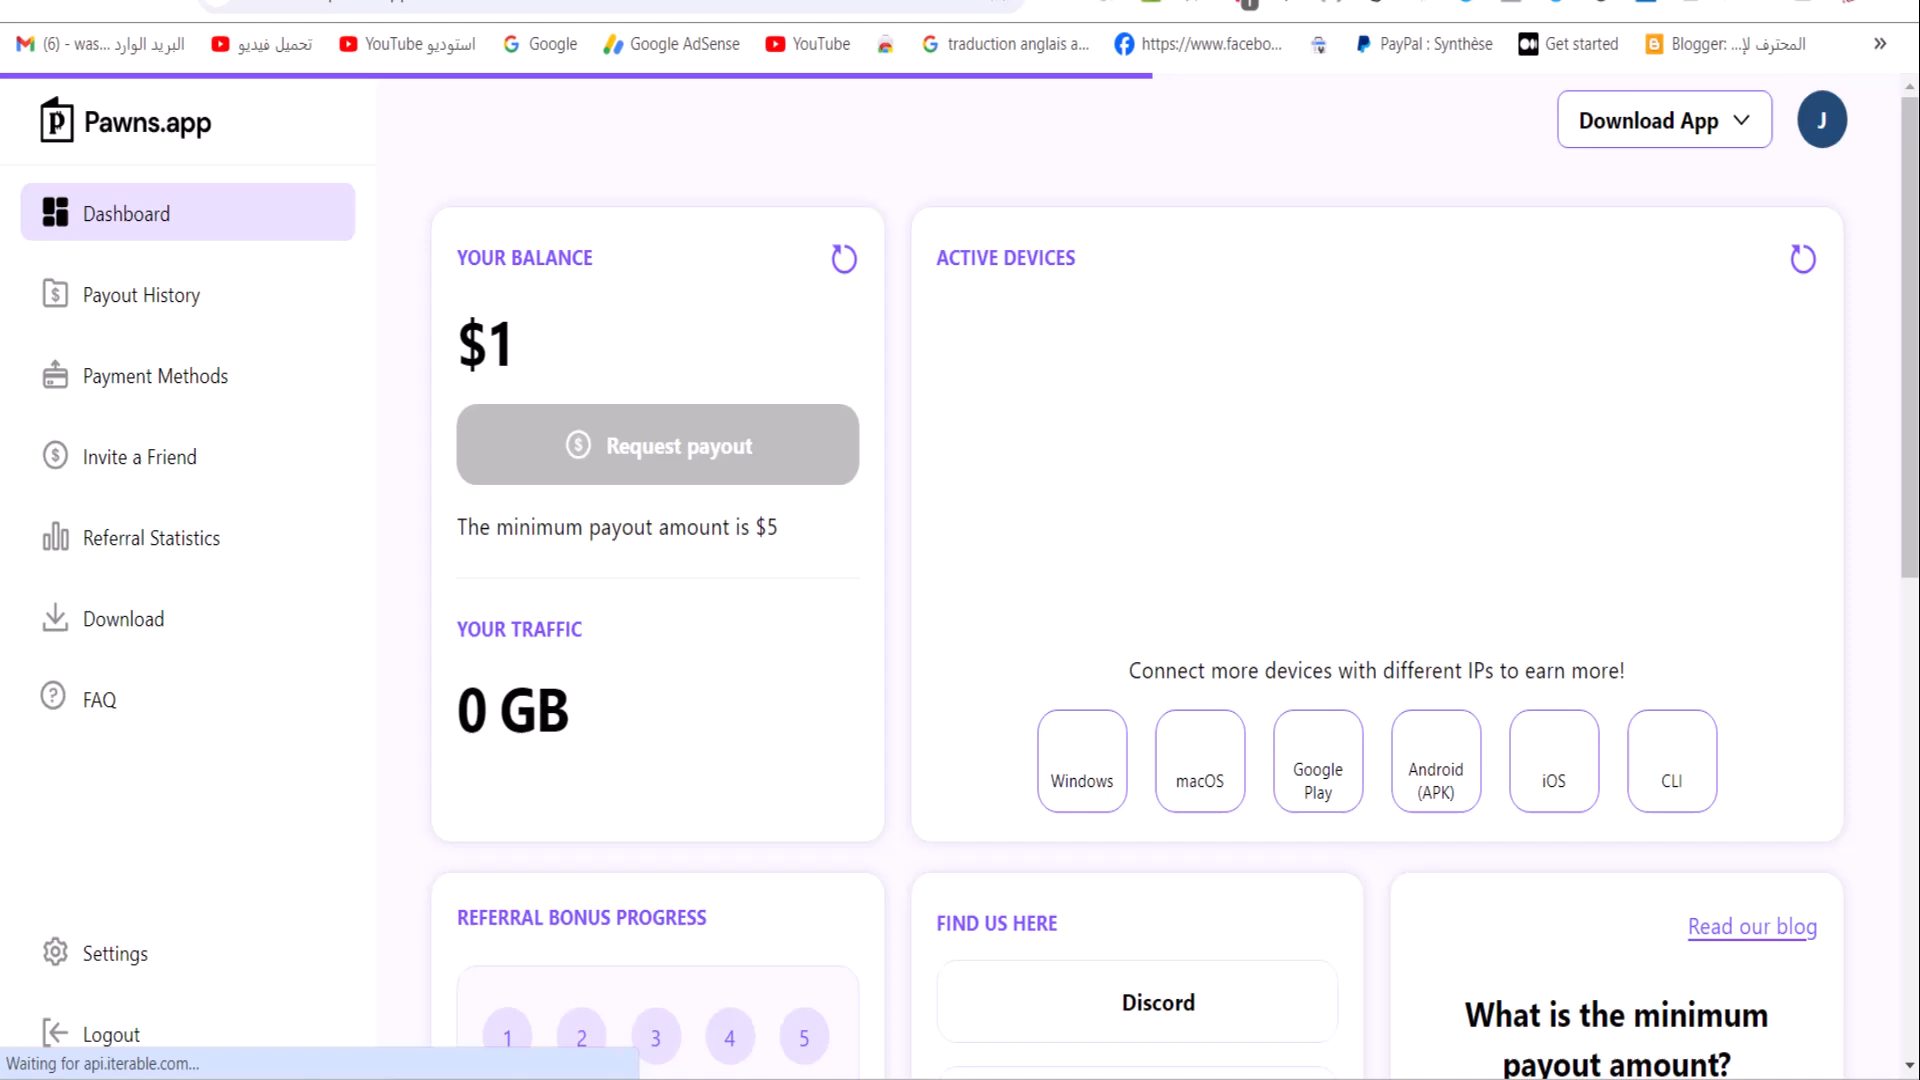 (6) - was... البريد الوارد
تحميل فيديو
YouTube استوديو
Google
Google AdSense
YouTube
traduction anglais a...
https://www.facebo...
PayPal : Synthèse
Get started
Blogger: ...المحترف لإ
»
Pawns.app
Download App
J
Dashboard
Payout History
Payment Methods
Invite a Friend
Referral Statistics
Download
FAQ
Settings
Logout
YOUR BALANCE
$1
Request payout
The minimum payout amount is $5
YOUR TRAFFIC
0 GB
ACTIVE DEVICES
Connect more devices with different IPs to earn more!
Windows
macOS
Google
Play
Android
(APK)
iOS
CLI
REFERRAL BONUS PROGRESS
1 2 3 4 5
FIND US HERE
Discord
Read our blog
What is the minimum
payout amount?
Waiting for api.iterable.com...